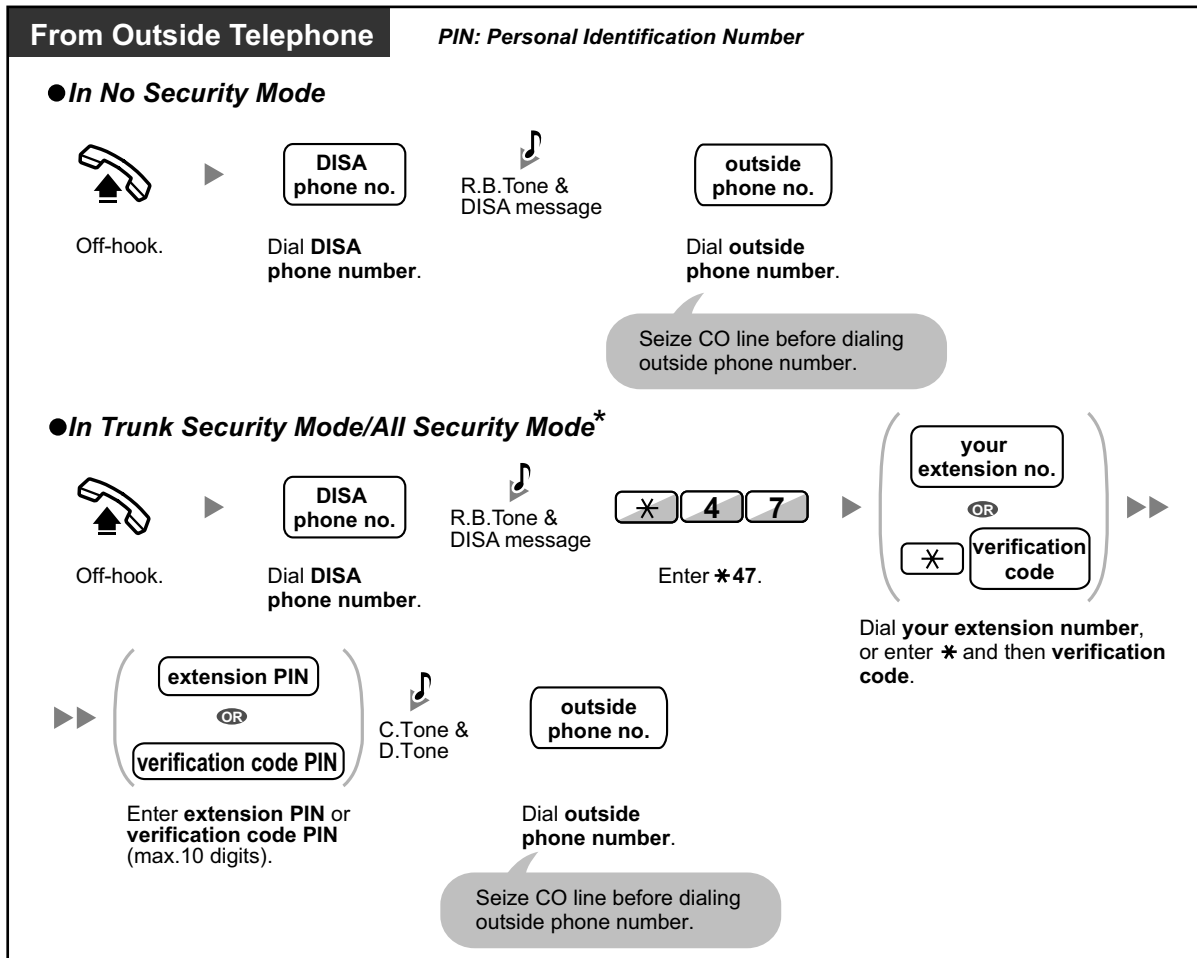 From Outside Telephone
PIN: Personal Identification Number
●In No Security Mode
DISA
phone no.
R.B.Tone &
DISA message
outside
phone no.
Off-hook.
Dial DISA
phone number.
Dial outside
phone number.
Seize CO line before dialing
outside phone number.
●In Trunk Security Mode/All Security Mode*
DISA
phone no.
R.B.Tone &
DISA message
* 4 7
your
extension no.
OR
* verification
code
Off-hook.
Dial DISA
phone number.
Enter *47.
Dial your extension number,
or enter * and then verification
code.
extension PIN
OR
verification code PIN
C.Tone &
D.Tone
outside
phone no.
Enter extension PIN or
verification code PIN
(max.10 digits).
Dial outside
phone number.
Seize CO line before dialing
outside phone number.